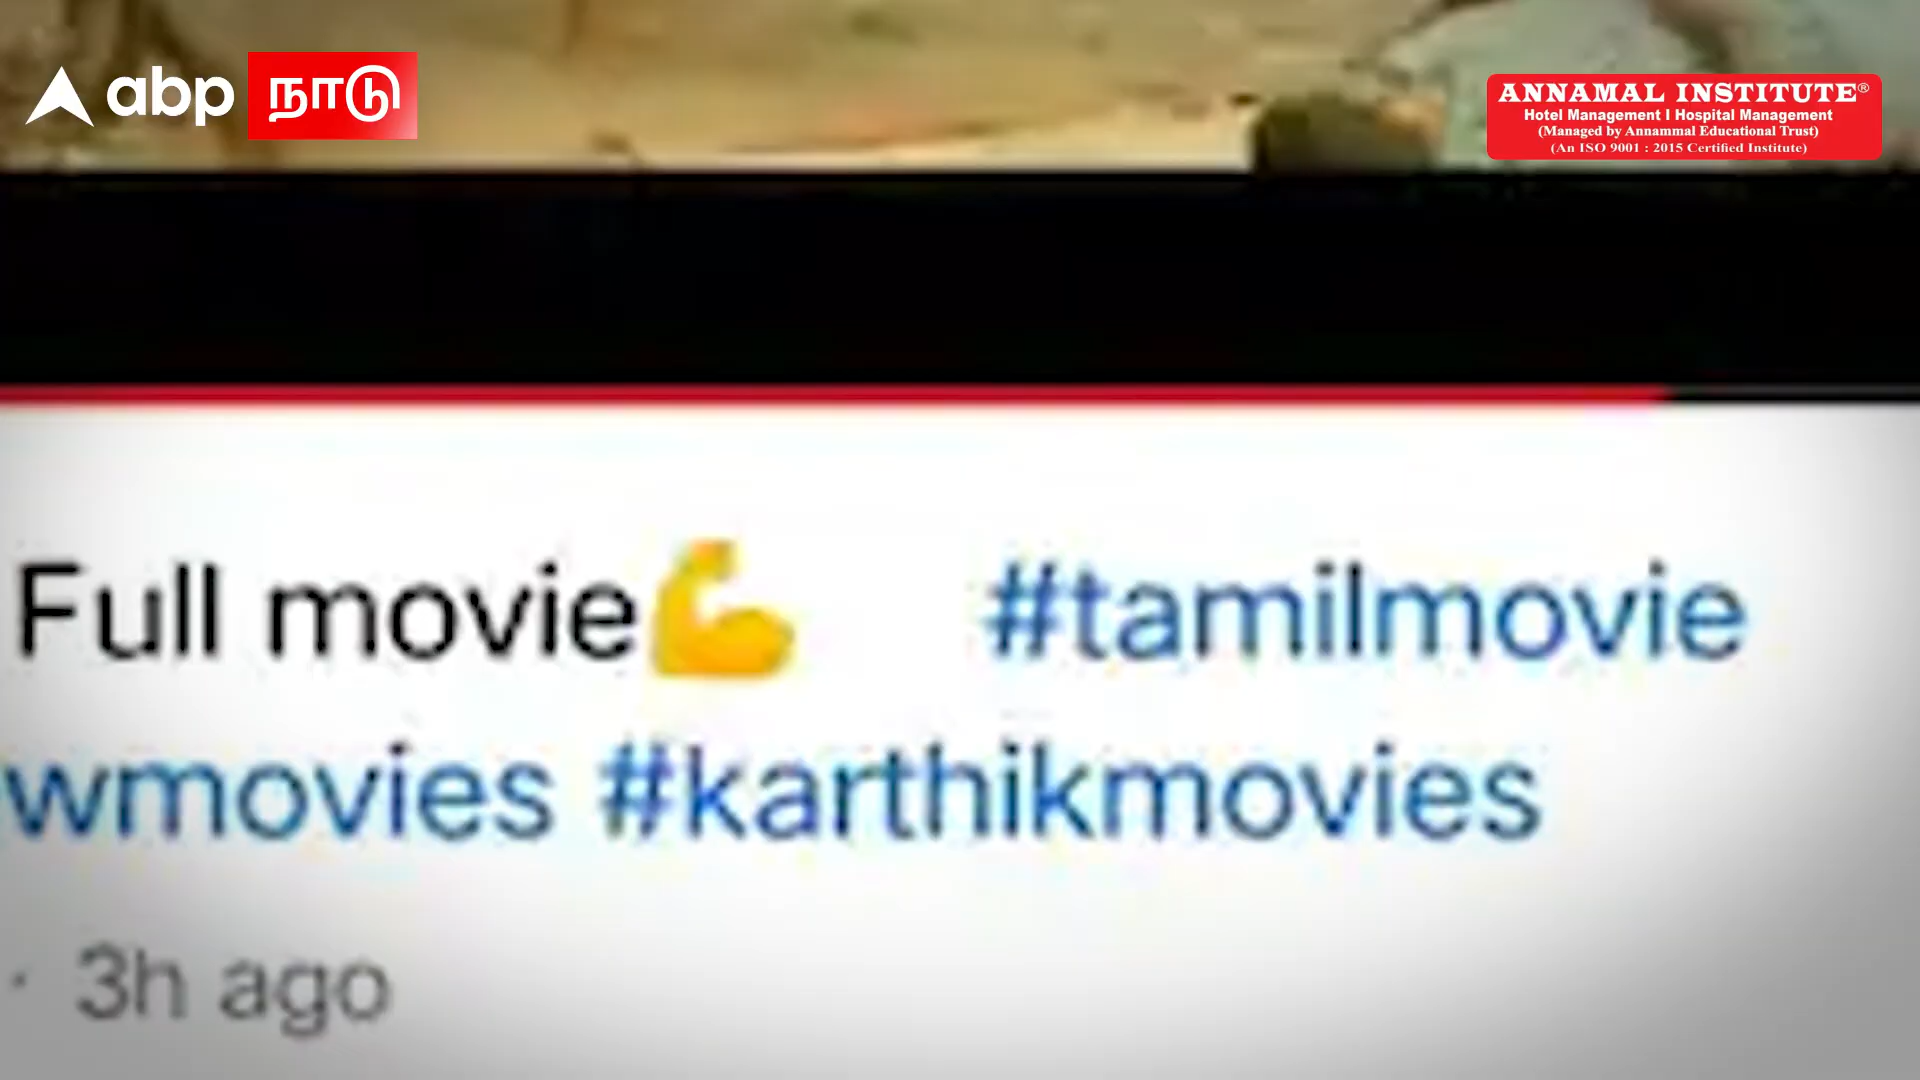 abp நாடு
ANNAMAL INSTITUTE®
Hotel Management I Hospital Management
(Managed by Annammal Educational Trust)
(An ISO 9001 : 2015 Certified Institute)
Full movie💪 #tamilmovie
wmovies #karthikmovies
· 3h ago